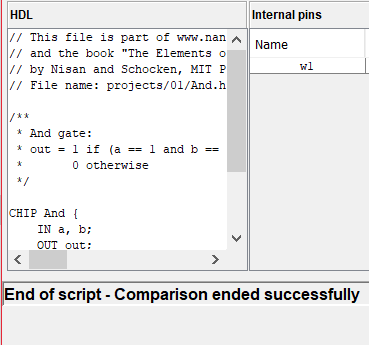 HDL
Internal pins
// This file is part of www.nan
// and the book "The Elements o
// by Nisan and Schocken, MIT P
// File name: projects/01/And.h
/**
* And gate:
* out = 1 if (a == 1 and b ==
* 0 otherwise
*/
CHIP And {
IN a, b;
OUT out;
Name
w1
End of script - Comparison ended successfully